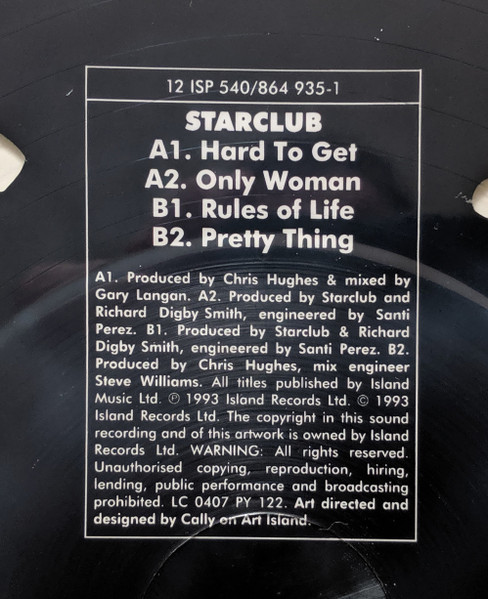 12 ISP 540/864 935-1
STARCLUB
A1. Hard To Get
A2. Only Woman
B1. Rules of Life
B2. Pretty Thing
A1. Produced by Chris Hughes & mixed by
Gary Langan. A2. Produced by Starclub and
Richard Digby Smith, engineered by Santi
Perez. B1. Produced by Starclub & Richard
Digby Smith, engineered by Santi Perez. B2.
Produced by Chris Hughes, mix engineer
Steve Williams. All titles published by Island
Music Ltd. ℗ 1993 Island Records Ltd. © 1993
Island Records Ltd. The copyright in this sound
recording and of this artwork is owned by Island
Records Ltd. WARNING: All rights reserved.
Unauthorised copying, reproduction, hiring,
lending, public performance and broadcasting
prohibited. LC 0407 PY 122. Art directed and
designed by Cally on Art Island.